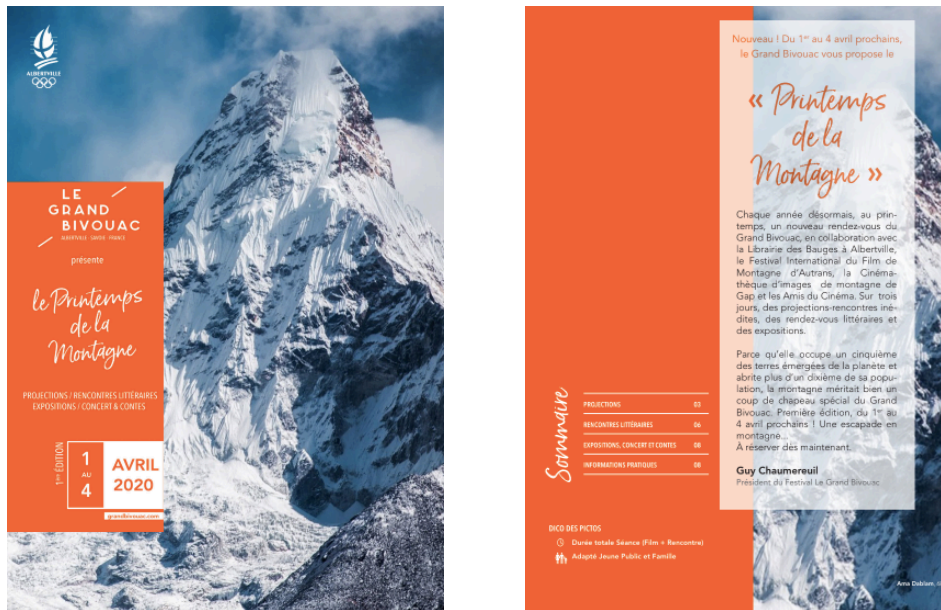 ALBERTVILLE
LE
GRAND
BIVOUAC
ALBERTVILLE SAVOIE FRANCE
présente
le Printemps
de la
Montagne
PROJECTIONS / RENCONTRES LITTÉRAIRES
EXPOSITIONS / CONCERT & CONTES
1ère ÉDITION
1
AU
4
AVRIL
2020
grandbivouac.com
Nouveau ! Du 1er au 4 avril prochains,
le Grand Bivouac vous propose le
« Printemps
de la
Montagne »
Chaque année désormais, au prin-
temps, un nouveau rendez-vous du
Grand Bivouac, en collaboration avec
la Librairie des Bauges à Albertville,
le Festival International du Film de
Montagne d'Autrans, la Cinéma-
thèque d'images de montagne de
Gap et les Amis du Cinéma. Sur trois
jours, des projections-rencontres iné-
dites, des rendez-vous littéraires et
des expositions.
Parce qu'elle occupe un cinquième
des terres émergées de la planète et
abrite plus d'un dixième de sa popu-
lation, la montagne méritait bien un
coup de chapeau spécial du Grand
Bivouac. Première édition, du 1er au
4 avril prochains ! Une escapade en
montagne...
À réserver dès maintenant.
Guy Chaumereuil
Président du Festival Le Grand Bivouac
Sommaire
PROJECTIONS 03
RENCONTRES LITTÉRAIRES 06
EXPOSITIONS, CONCERT ET CONTES 08
INFORMATIONS PRATIQUES 08
DICO DES PICTOS
Durée totale Séance (Film + Rencontre)
Adapté Jeune Public et Famille
Ama Dablam,